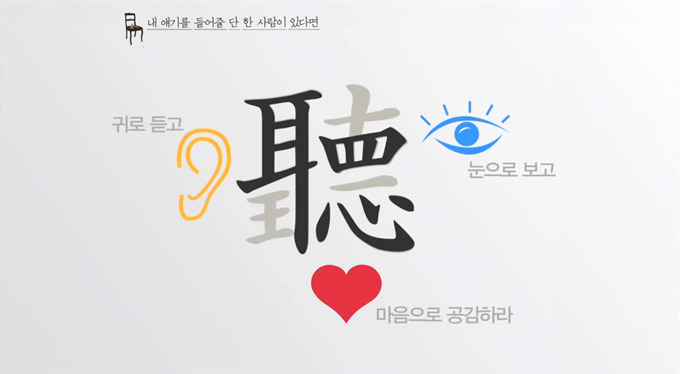 내 얘기를 들어줄 단 한 사람이 있다면
귀로 듣고
聽
눈으로 보고
마음으로 공감하라